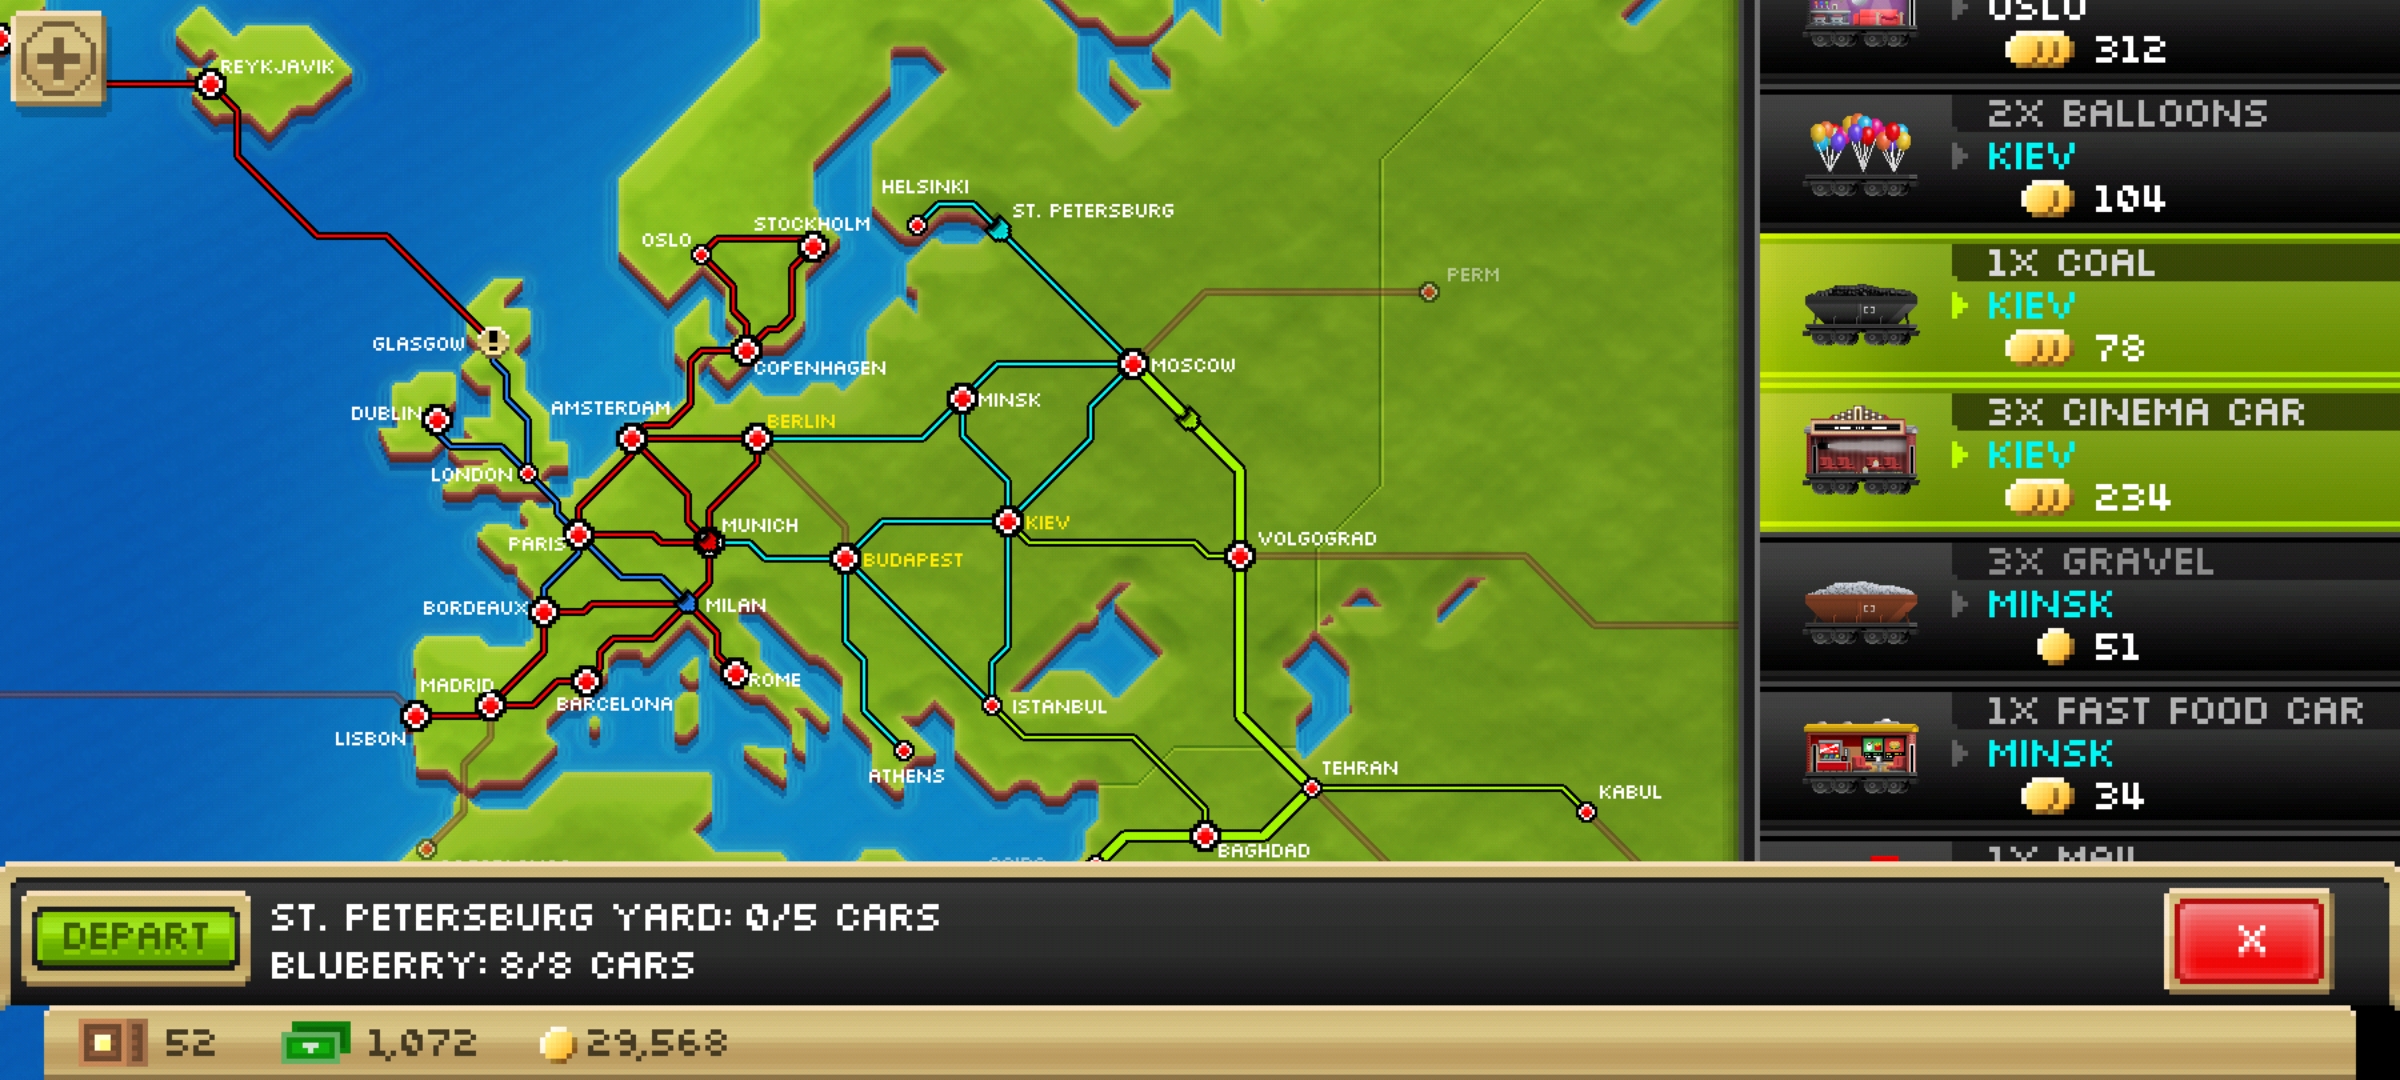 REYKJAVIK
HELSINKI
ST. PETERSBURG
STOCKHOLM
OSLO
PERM
GLASGOW
MOSCOW
COPENHAGEN
MINSK
AMSTERDAM
DUBLIN
BERLIN
LONDON
MUNICH
KIEV
PARIS
VOLGOGRAD
BUDAPEST
BORDEAUX
MILAN
MADRID
ROME
BARCELONA
ISTANBUL
LISBON
ATHENS
TEHRAN
KABUL
BAGHDAD
OSLO
312
2X BALLOONS
KIEV
104
1X COAL
KIEV
78
3X CINEMA CAR
KIEV
234
3X GRAVEL
MINSK
51
1X FAST FOOD CAR
MINSK
34
1X MAIL
DEPART
ST. PETERSBURG YARD: 0/5 CARS
BLUBERRY: 8/8 CARS
X
52
1,072
29,568